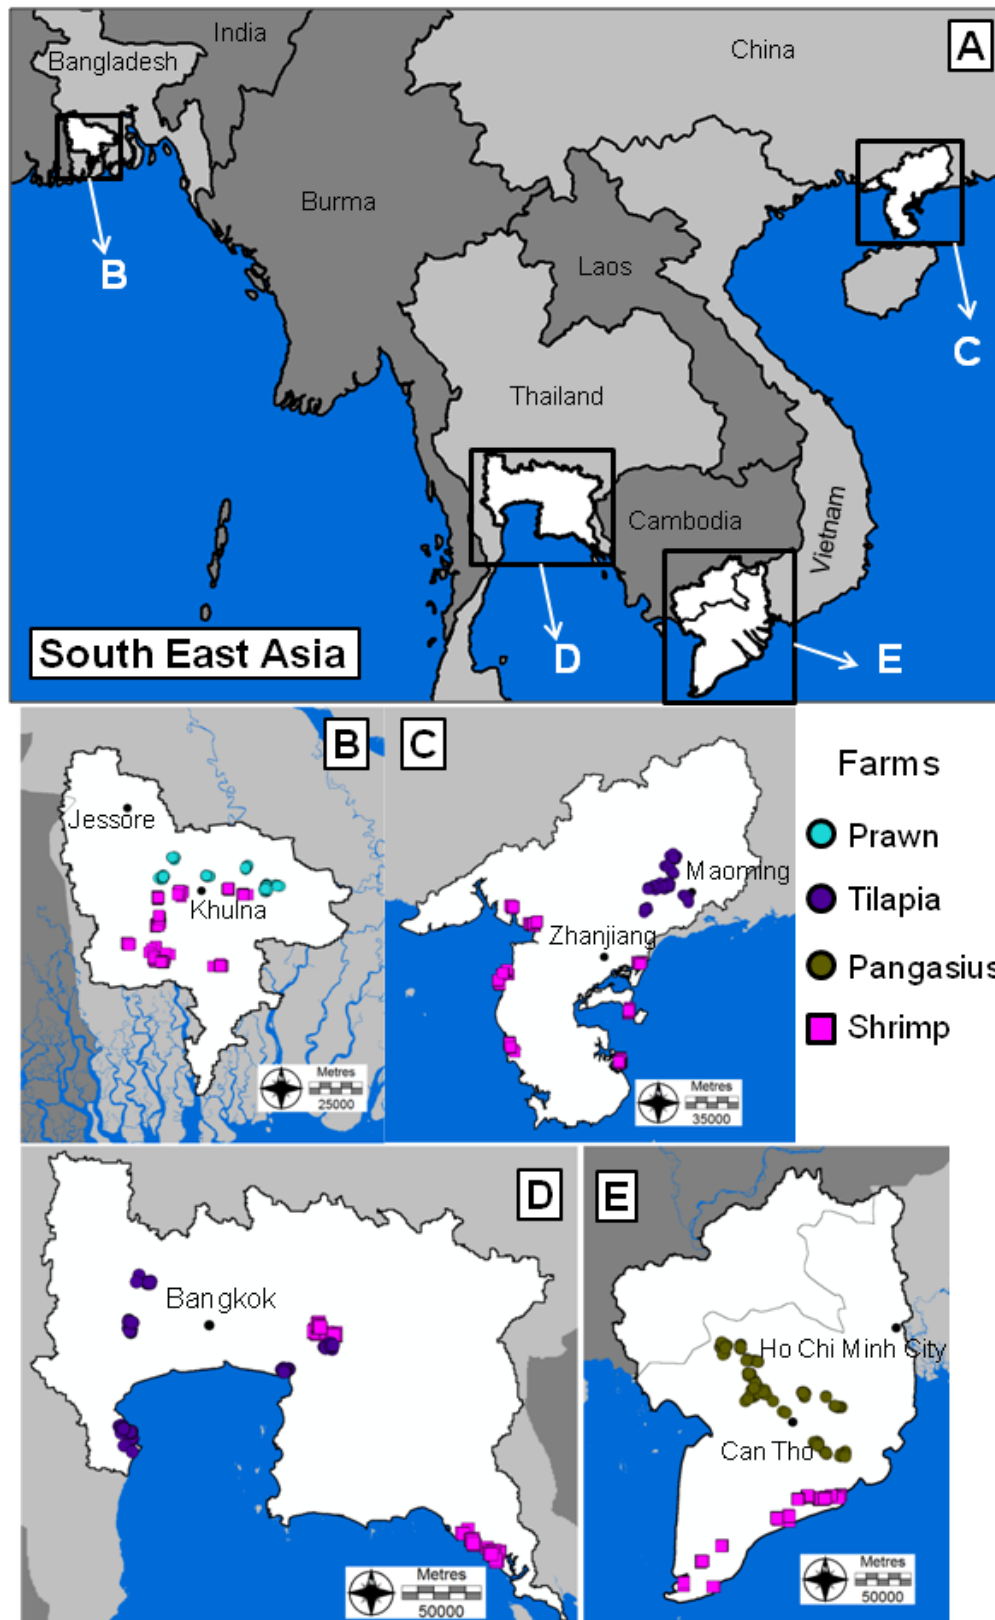 India
Bangladesh
China
A
Burma
B
Laos
C
Thailand
Cambodia
Vietnam
South East Asia
D
E
B
Jessore
Khulna
Metres
25000
C
Maoming
Zhanjiang
Metres
35000
Farms
Prawn
Tilapia
Pangasius
Shrimp
D
Bangkok
Metres
50000
E
Ho Chi Minh City
Can Tho
Metres
50000